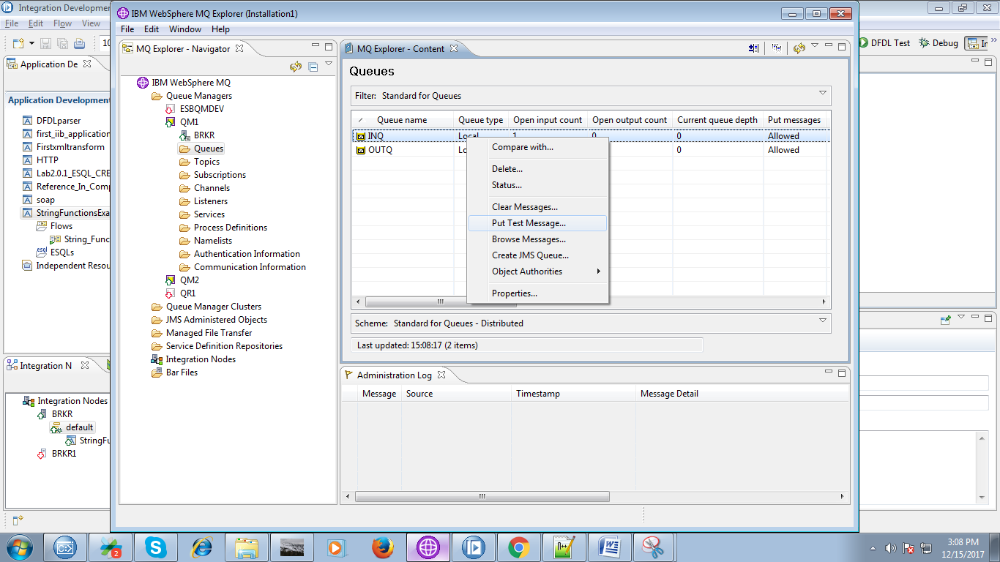 Integration Developmen
File Edit Flow View
10
DFDL Test Debug Ir
Application De
Application Development
DFDLparser
first_iib_application
Firstxmltransform
HTTP
Lab2.0.1_ESQL_CRE
Reference_In_Comp
soap
StringFunctionsExa
Flows
String_Func
ESQLs
Independent Resou
Integration N
Integration Nodes
BRKR
default
StringFu
BRKR1
IBM WebSphere MQ Explorer (Installation1)
File Edit Window Help
MQ Explorer - Navigator
IBM WebSphere MQ
Queue Managers
ESBQMDEV
QM1
BRKR
Queues
Topics
Subscriptions
Channels
Listeners
Services
Process Definitions
Namelists
Authentication Information
Communication Information
QM2
QR1
Queue Manager Clusters
JMS Administered Objects
Managed File Transfer
Service Definition Repositories
Integration Nodes
Bar Files
MQ Explorer - Content
Queues
Filter: Standard for Queues
Queue name Queue type Open input count Open output count Current queue depth Put messages
INQ Local 1 0 0 Allowed
OUTQ Lo 0 Allowed
Compare with...
Delete...
Status...
Clear Messages...
Put Test Message...
Browse Messages...
Create JMS Queue...
Object Authorities
Properties...
Scheme: Standard for Queues - Distributed
Last updated: 15:08:17 (2 items)
Administration Log
Message Source Timestamp Message Detail
2
3:08 PM
12/15/2017